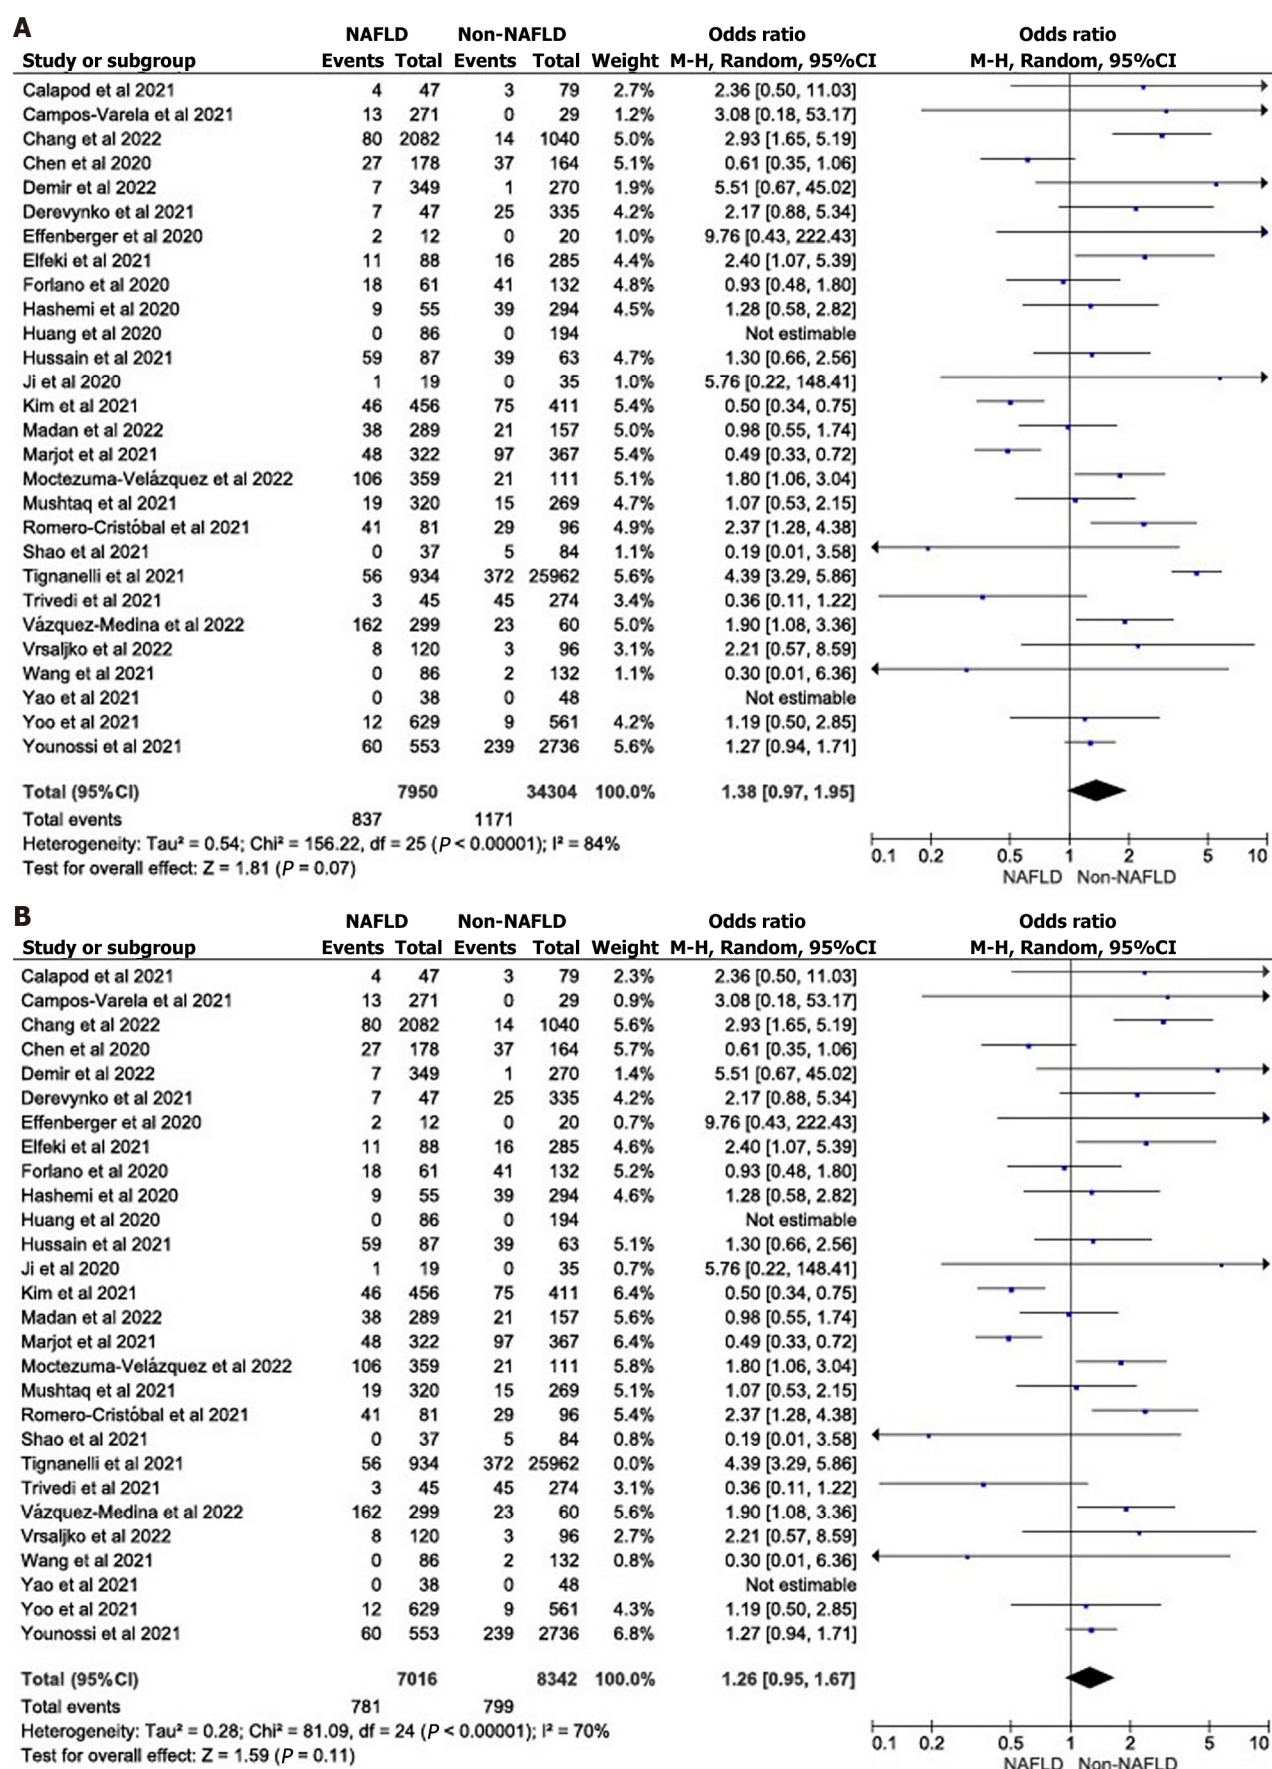 A
NAFLD Non-NAFLD Odds ratio Odds ratio
Study or subgroup Events Total Events Total Weight M-H, Random, 95%CI M-H, Random, 95%CI
Calapod et al 2021 4 47 3 79 2.7% 2.36 [0.50, 11.03]
Campos-Varela et al 2021 13 271 0 29 1.2% 3.08 [0.18, 53.17]
Chang et al 2022 80 2082 14 1040 5.0% 2.93 [1.65, 5.19]
Chen et al 2020 27 178 37 164 5.1% 0.61 [0.35, 1.06]
Demir et al 2022 7 349 1 270 1.9% 5.51 [0.67, 45.02]
Derevynko et al 2021 7 47 25 335 4.2% 2.17 [0.88, 5.34]
Effenberger et al 2020 2 12 0 20 1.0% 9.76 [0.43, 222.43]
Elfeki et al 2021 11 88 16 285 4.4% 2.40 [1.07, 5.39]
Forlano et al 2020 18 61 41 132 4.8% 0.93 [0.48, 1.80]
Hashemi et al 2020 9 55 39 294 4.5% 1.28 [0.58, 2.82]
Huang et al 2020 0 86 0 194 Not estimable
Hussain et al 2021 59 87 39 63 4.7% 1.30 [0.66, 2.56]
Ji et al 2020 1 19 0 35 1.0% 5.76 [0.22, 148.41]
Kim et al 2021 46 456 75 411 5.4% 0.50 [0.34, 0.75]
Madan et al 2022 38 289 21 157 5.0% 0.98 [0.55, 1.74]
Marjot et al 2021 48 322 97 367 5.4% 0.49 [0.33, 0.72]
Moctezuma-Velázquez et al 2022 106 359 21 111 5.1% 1.80 [1.06, 3.04]
Mushtaq et al 2021 19 320 15 269 4.7% 1.07 [0.53, 2.15]
Romero-Cristóbal et al 2021 41 81 29 96 4.9% 2.37 [1.28, 4.38]
Shao et al 2021 0 37 5 84 1.1% 0.19 [0.01, 3.58]
Tignanelli et al 2021 56 934 372 25962 5.6% 4.39 [3.29, 5.86]
Trivedi et al 2021 3 45 45 274 3.4% 0.36 [0.11, 1.22]
Vázquez-Medina et al 2022 162 299 23 60 5.0% 1.90 [1.08, 3.36]
Vrsaljko et al 2022 8 120 3 96 3.1% 2.21 [0.57, 8.59]
Wang et al 2021 0 86 2 132 1.1% 0.30 [0.01, 6.36]
Yao et al 2021 0 38 0 48 Not estimable
Yoo et al 2021 12 629 9 561 4.2% 1.19 [0.50, 2.85]
Younossi et al 2021 60 553 239 2736 5.6% 1.27 [0.94, 1.71]
Total (95%CI) 7950 34304 100.0% 1.38 [0.97, 1.95]
Total events 837 1171
Heterogeneity: Tau² = 0.54; Chi² = 156.22, df = 25 (P < 0.00001); I² = 84%
Test for overall effect: Z = 1.81 (P = 0.07)
0.1 0.2 0.5 1 2 5 10
NAFLD Non-NAFLD
B
NAFLD Non-NAFLD Odds ratio Odds ratio
Study or subgroup Events Total Events Total Weight M-H, Random, 95%CI M-H, Random, 95%CI
Calapod et al 2021 4 47 3 79 2.3% 2.36 [0.50, 11.03]
Campos-Varela et al 2021 13 271 0 29 0.9% 3.08 [0.18, 53.17]
Chang et al 2022 80 2082 14 1040 5.6% 2.93 [1.65, 5.19]
Chen et al 2020 27 178 37 164 5.7% 0.61 [0.35, 1.06]
Demir et al 2022 7 349 1 270 1.4% 5.51 [0.67, 45.02]
Derevynko et al 2021 7 47 25 335 4.2% 2.17 [0.88, 5.34]
Effenberger et al 2020 2 12 0 20 0.7% 9.76 [0.43, 222.43]
Elfeki et al 2021 11 88 16 285 4.6% 2.40 [1.07, 5.39]
Forlano et al 2020 18 61 41 132 5.2% 0.93 [0.48, 1.80]
Hashemi et al 2020 9 55 39 294 4.6% 1.28 [0.58, 2.82]
Huang et al 2020 0 86 0 194 Not estimable
Hussain et al 2021 59 87 39 63 5.1% 1.30 [0.66, 2.56]
Ji et al 2020 1 19 0 35 0.7% 5.76 [0.22, 148.41]
Kim et al 2021 46 456 75 411 6.4% 0.50 [0.34, 0.75]
Madan et al 2022 38 289 21 157 5.6% 0.98 [0.55, 1.74]
Marjot et al 2021 48 322 97 367 6.4% 0.49 [0.33, 0.72]
Moctezuma-Velázquez et al 2022 106 359 21 111 5.8% 1.80 [1.06, 3.04]
Mushtaq et al 2021 19 320 15 269 5.1% 1.07 [0.53, 2.15]
Romero-Cristóbal et al 2021 41 81 29 96 5.4% 2.37 [1.28, 4.38]
Shao et al 2021 0 37 5 84 0.8% 0.19 [0.01, 3.58]
Tignanelli et al 2021 56 934 372 25962 0.0% 4.39 [3.29, 5.86]
Trivedi et al 2021 3 45 45 274 3.1% 0.36 [0.11, 1.22]
Vázquez-Medina et al 2022 162 299 23 60 5.6% 1.90 [1.08, 3.36]
Vrsaljko et al 2022 8 120 3 96 2.7% 2.21 [0.57, 8.59]
Wang et al 2021 0 86 2 132 0.8% 0.30 [0.01, 6.36]
Yao et al 2021 0 38 0 48 Not estimable
Yoo et al 2021 12 629 9 561 4.3% 1.19 [0.50, 2.85]
Younossi et al 2021 60 553 239 2736 6.8% 1.27 [0.94, 1.71]
Total (95%CI) 7016 8342 100.0% 1.26 [0.95, 1.67]
Total events 781 799
Heterogeneity: Tau² = 0.28; Chi² = 81.09, df = 24 (P < 0.00001); I² = 70%
Test for overall effect: Z = 1.59 (P = 0.11)
0.1 0.2 0.5 1 2 5 10
NAFLD Non-NAFLD